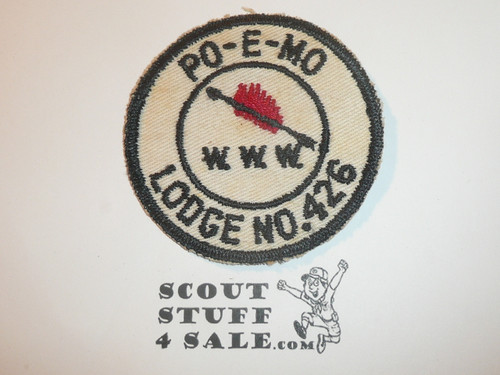 PO-E-MO
W. W. W.
LODGE NO. 426
SCOUT
STUFF
4 SALE.COM